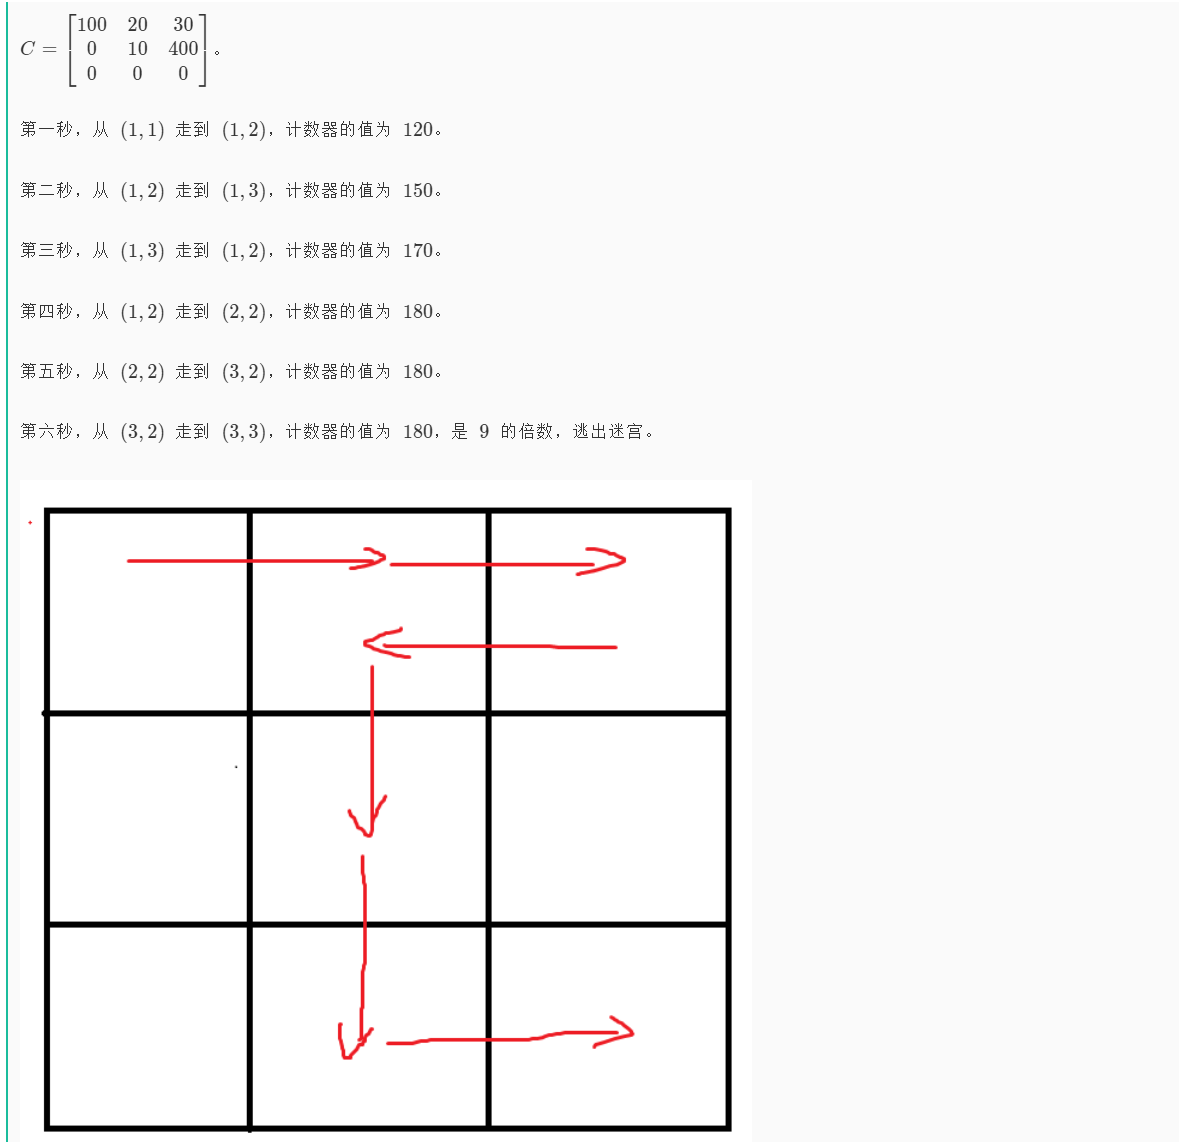 C = [100 20 30
0 10 400
0 0 0]。
第一秒，从 (1, 1) 走到 (1, 2)，计数器的值为 120。
第二秒，从 (1, 2) 走到 (1, 3)，计数器的值为 150。
第三秒，从 (1, 3) 走到 (1, 2)，计数器的值为 170。
第四秒，从 (1, 2) 走到 (2, 2)，计数器的值为 180。
第五秒，从 (2, 2) 走到 (3, 2)，计数器的值为 180。
第六秒，从 (3, 2) 走到 (3, 3)，计数器的值为 180，是 9 的倍数，逃出迷宫。